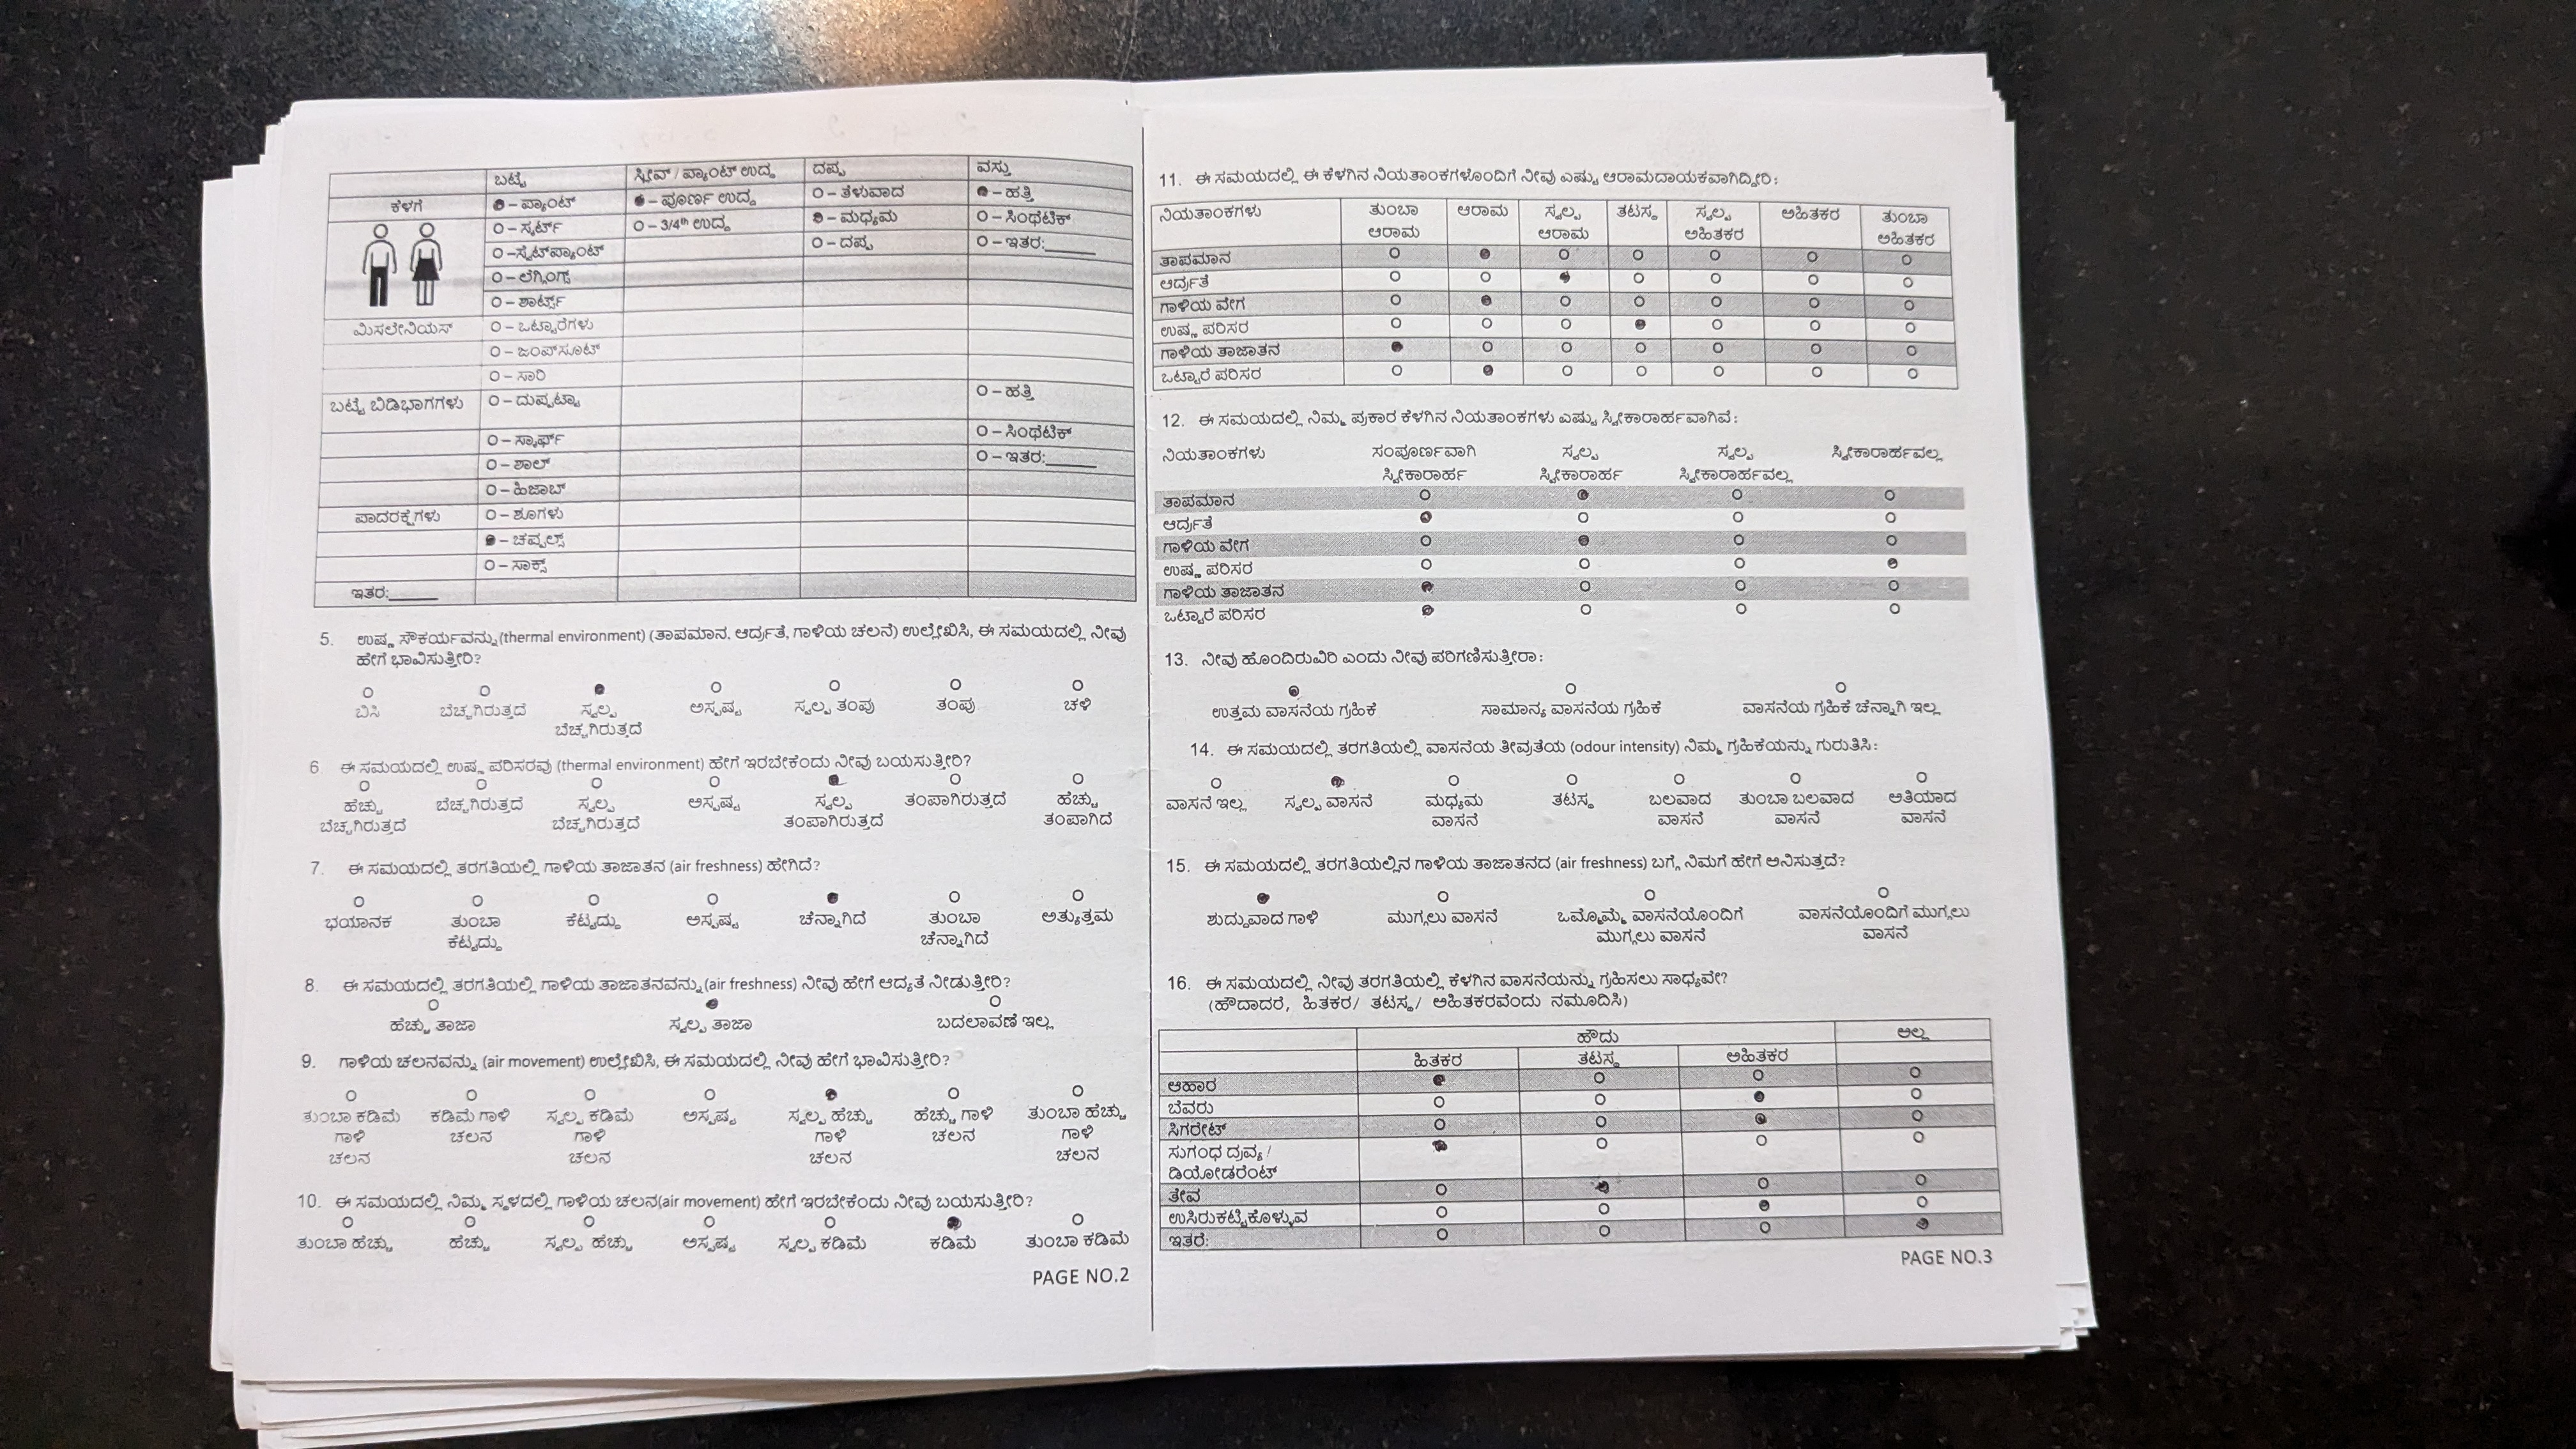 ಬಟ್ಟೆ ಸ್ಲೀವ್ / ಪ್ಯಾಂಟ್ ಉದ್ದ ದಪ್ಪ ವಸ್ತು
ಕೆಳಗೆ ● – ಪ್ಯಾಂಟ್ ● – ಪೂರ್ಣ ಉದ್ದ O – ತೆಳುವಾದ ● – ಹತ್ತಿ
O – ಸ್ಕರ್ಟ್ O – 3/4th ಉದ್ದ ● – ಮಧ್ಯಮ O – ಸಿಂಥೆಟಿಕ್
O –ಸ್ವೆಟ್‌ಪ್ಯಾಂಟ್ O – ದಪ್ಪ O – ಇತರ:______
O – ಲೆಗ್ಗಿಂಗ್ಸ್
O – ಶಾರ್ಟ್ಸ್
ಮಿಸಲೇನಿಯಸ್ O – ಒಟ್ಟಾರೆಗಳು
O – ಜಂಪ್‌ಸೂಟ್
O – ಸಾರಿ
ಬಟ್ಟೆ ಬಿಡಿಭಾಗಗಳು O – ದುಪ್ಪಟ್ಟಾ O – ಹತ್ತಿ
O – ಸ್ಕಾರ್ಫ್ O – ಸಿಂಥೆಟಿಕ್
O – ಶಾಲ್ O – ಇತರ:______
O – ಹಿಜಾಬ್
ಪಾದರಕ್ಷೆಗಳು O – ಶೂಗಳು
● – ಚಪ್ಪಲ್ಸ್
O – ಸಾಕ್ಸ್
ಇತರ:______
5. ಉಷ್ಣ ಸೌಕರ್ಯವನ್ನು (thermal environment) (ತಾಪಮಾನ, ಆರ್ದ್ರತೆ, ಗಾಳಿಯ ಚಲನೆ) ಉಲ್ಲೇಖಿಸಿ, ಈ ಸಮಯದಲ್ಲಿ ನೀವು
ಹೇಗೆ ಭಾವಿಸುತ್ತೀರಿ?
O O ● O O O O
ಬಿಸಿ ಬೆಚ್ಚಗಿರುತ್ತದೆ ಸ್ವಲ್ಪ ಅಸ್ಪಷ್ಟ ಸ್ವಲ್ಪ ತಂಪು ತಂಪು ಚಳಿ
ಬೆಚ್ಚಗಿರುತ್ತದೆ
6 ಈ ಸಮಯದಲ್ಲಿ ಉಷ್ಣ ಪರಿಸರವು (thermal environment) ಹೇಗೆ ಇರಬೇಕೆಂದು ನೀವು ಬಯಸುತ್ತೀರಿ?
O O O O ● O O
ಹೆಚ್ಚು ಬೆಚ್ಚಗಿರುತ್ತದೆ ಸ್ವಲ್ಪ ಅಸ್ಪಷ್ಟ ಸ್ವಲ್ಪ ತಂಪಾಗಿರುತ್ತದೆ ಹೆಚ್ಚು
ಬೆಚ್ಚಗಿರುತ್ತದೆ ಬೆಚ್ಚಗಿರುತ್ತದೆ ತಂಪಾಗಿರುತ್ತದೆ ತಂಪಾಗಿದೆ
7. ಈ ಸಮಯದಲ್ಲಿ ತರಗತಿಯಲ್ಲಿ ಗಾಳಿಯ ತಾಜಾತನ (air freshness) ಹೇಗಿದೆ?
O O O O ● O O
ಭಯಾನಕ ತುಂಬಾ ಕೆಟ್ಟದ್ದು ಅಸ್ಪಷ್ಟ ಚೆನ್ನಾಗಿದೆ ತುಂಬಾ ಅತ್ಯುತ್ತಮ
ಕೆಟ್ಟದ್ದು ಚೆನ್ನಾಗಿದೆ
8. ಈ ಸಮಯದಲ್ಲಿ ತರಗತಿಯಲ್ಲಿ ಗಾಳಿಯ ತಾಜಾತನವನ್ನು (air freshness) ನೀವು ಹೇಗೆ ಆದ್ಯತೆ ನೀಡುತ್ತೀರಿ?
O ● O
ಹೆಚ್ಚು ತಾಜಾ ಸ್ವಲ್ಪ ತಾಜಾ ಬದಲಾವಣೆ ಇಲ್ಲ
9. ಗಾಳಿಯ ಚಲನವನ್ನು (air movement) ಉಲ್ಲೇಖಿಸಿ, ಈ ಸಮಯದಲ್ಲಿ ನೀವು ಹೇಗೆ ಭಾವಿಸುತ್ತೀರಿ?
O O O O ● O O
ತುಂಬಾ ಕಡಿಮೆ ಕಡಿಮೆ ಗಾಳಿ ಸ್ವಲ್ಪ ಕಡಿಮೆ ಅಸ್ಪಷ್ಟ ಸ್ವಲ್ಪ ಹೆಚ್ಚು ಹೆಚ್ಚು ಗಾಳಿ ತುಂಬಾ ಹೆಚ್ಚು
ಗಾಳಿ ಚಲನ ಗಾಳಿ ಗಾಳಿ ಚಲನ ಗಾಳಿ
ಚಲನ ಚಲನ ಚಲನ ಚಲನ
10. ಈ ಸಮಯದಲ್ಲಿ ನಿಮ್ಮ ಸ್ಥಳದಲ್ಲಿ ಗಾಳಿಯ ಚಲನ(air movement) ಹೇಗೆ ಇರಬೇಕೆಂದು ನೀವು ಬಯಸುತ್ತೀರಿ?
O O O O O ● O
ತುಂಬಾ ಹೆಚ್ಚು ಹೆಚ್ಚು ಸ್ವಲ್ಪ ಹೆಚ್ಚು ಅಸ್ಪಷ್ಟ ಸ್ವಲ್ಪ ಕಡಿಮೆ ಕಡಿಮೆ ತುಂಬಾ ಕಡಿಮೆ
PAGE NO.2
11. ಈ ಸಮಯದಲ್ಲಿ ಈ ಕೆಳಗಿನ ನಿಯತಾಂಕಗಳೊಂದಿಗೆ ನೀವು ಎಷ್ಟು ಆರಾಮದಾಯಕವಾಗಿದ್ದೀರಿ:
ನಿಯತಾಂಕಗಳು ತುಂಬಾ ಆರಾಮ ಸ್ವಲ್ಪ ತಟಸ್ಥ ಸ್ವಲ್ಪ ಅಹಿತಕರ ತುಂಬಾ
ಆರಾಮ ಆರಾಮ ಅಹಿತಕರ ಅಹಿತಕರ
ತಾಪಮಾನ O ● O O O O O
ಆರ್ದ್ರತೆ O O ● O O O O
ಗಾಳಿಯ ವೇಗ O ● O O O O O
ಉಷ್ಣ ಪರಿಸರ O O O ● O O O
ಗಾಳಿಯ ತಾಜಾತನ ● O O O O O O
ಒಟ್ಟಾರೆ ಪರಿಸರ O ● O O O O O
12. ಈ ಸಮಯದಲ್ಲಿ ನಿಮ್ಮ ಪ್ರಕಾರ ಕೆಳಗಿನ ನಿಯತಾಂಕಗಳು ಎಷ್ಟು ಸ್ವೀಕಾರಾರ್ಹವಾಗಿವೆ:
ನಿಯತಾಂಕಗಳು ಸಂಪೂರ್ಣವಾಗಿ ಸ್ವಲ್ಪ ಸ್ವಲ್ಪ ಸ್ವೀಕಾರಾರ್ಹವಲ್ಲ
ಸ್ವೀಕಾರಾರ್ಹ ಸ್ವೀಕಾರಾರ್ಹ ಸ್ವೀಕಾರಾರ್ಹವಲ್ಲ
ತಾಪಮಾನ O ● O O
ಆರ್ದ್ರತೆ ● O O O
ಗಾಳಿಯ ವೇಗ O ● O O
ಉಷ್ಣ ಪರಿಸರ O O O ●
ಗಾಳಿಯ ತಾಜಾತನ ● O O O
ಒಟ್ಟಾರೆ ಪರಿಸರ ● O O O
13. ನೀವು ಹೊಂದಿರುವಿರಿ ಎಂದು ನೀವು ಪರಿಗಣಿಸುತ್ತೀರಾ:
● O O
ಉತ್ತಮ ವಾಸನೆಯ ಗ್ರಹಿಕೆ ಸಾಮಾನ್ಯ ವಾಸನೆಯ ಗ್ರಹಿಕೆ ವಾಸನೆಯ ಗ್ರಹಿಕೆ ಚೆನ್ನಾಗಿ ಇಲ್ಲ
14. ಈ ಸಮಯದಲ್ಲಿ ತರಗತಿಯಲ್ಲಿ ವಾಸನೆಯ ತೀವ್ರತೆಯ (odour intensity) ನಿಮ್ಮ ಗ್ರಹಿಕೆಯನ್ನು ಗುರುತಿಸಿ:
O ● O O O O O
ವಾಸನೆ ಇಲ್ಲ ಸ್ವಲ್ಪ ವಾಸನೆ ಮಧ್ಯಮ ತಟಸ್ಥ ಬಲವಾದ ತುಂಬಾ ಬಲವಾದ ಅತಿಯಾದ
ವಾಸನೆ ವಾಸನೆ ವಾಸನೆ ವಾಸನೆ
15. ಈ ಸಮಯದಲ್ಲಿ ತರಗತಿಯಲ್ಲಿನ ಗಾಳಿಯ ತಾಜಾತನದ (air freshness) ಬಗ್ಗೆ ನಿಮಗೆ ಹೇಗೆ ಅನಿಸುತ್ತದೆ?
● O O O
ಶುದ್ಧವಾದ ಗಾಳಿ ಮುಗ್ಗಲು ವಾಸನೆ ಒಮ್ಮೊಮ್ಮೆ ವಾಸನೆಯೊಂದಿಗೆ ವಾಸನೆಯೊಂದಿಗೆ ಮುಗ್ಗಲು
ಮುಗ್ಗಲು ವಾಸನೆ ವಾಸನೆ
16. ಈ ಸಮಯದಲ್ಲಿ ನೀವು ತರಗತಿಯಲ್ಲಿ ಕೆಳಗಿನ ವಾಸನೆಯನ್ನು ಗ್ರಹಿಸಲು ಸಾಧ್ಯವೇ?
(ಹೌದಾದರೆ, ಹಿತಕರ/ ತಟಸ್ಥ/ ಅಹಿತಕರವೆಂದು ನಮೂದಿಸಿ)
ಹೌದು ಅಲ್ಲ
ಹಿತಕರ ತಟಸ್ಥ ಅಹಿತಕರ
ಆಹಾರ ● O O O
ಬೆವರು O O ● O
ಸಿಗರೇಟ್ O O ● O
ಸುಗಂಧ ದ್ರವ್ಯ/ ● O O O
ಡಿಯೋಡರೆಂಟ್
ತೇವ O ● O O
ಉಸಿರುಕಟ್ಟಿಕೊಳ್ಳುವ O O ● O
ಇತರೆ: O O O ●
PAGE NO.3